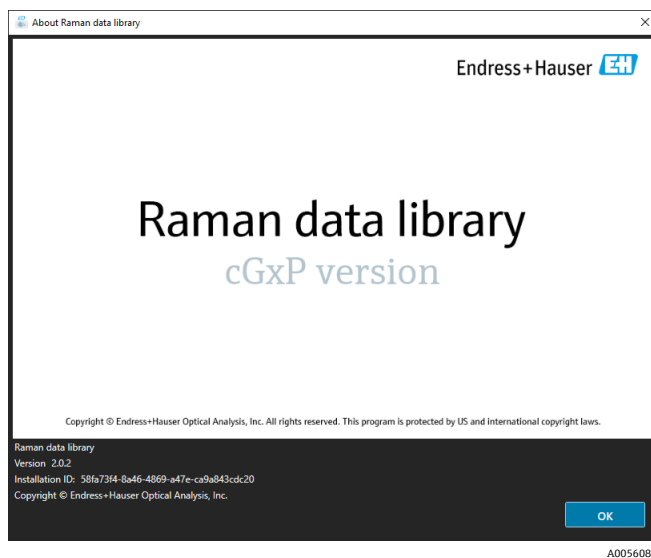 About Raman data library
Endress+Hauser EH
Raman data library
cGxP version
Copyright © Endress+Hauser Optical Analysis, Inc. All rights reserved. This program is protected by US and international copyright laws.
Raman data library
Version 2.0.2
Installation ID: 58fa73f4-8a46-4869-a47e-ca9a843cdc20
Copyright © Endress+Hauser Optical Analysis, Inc.
OK
A005608